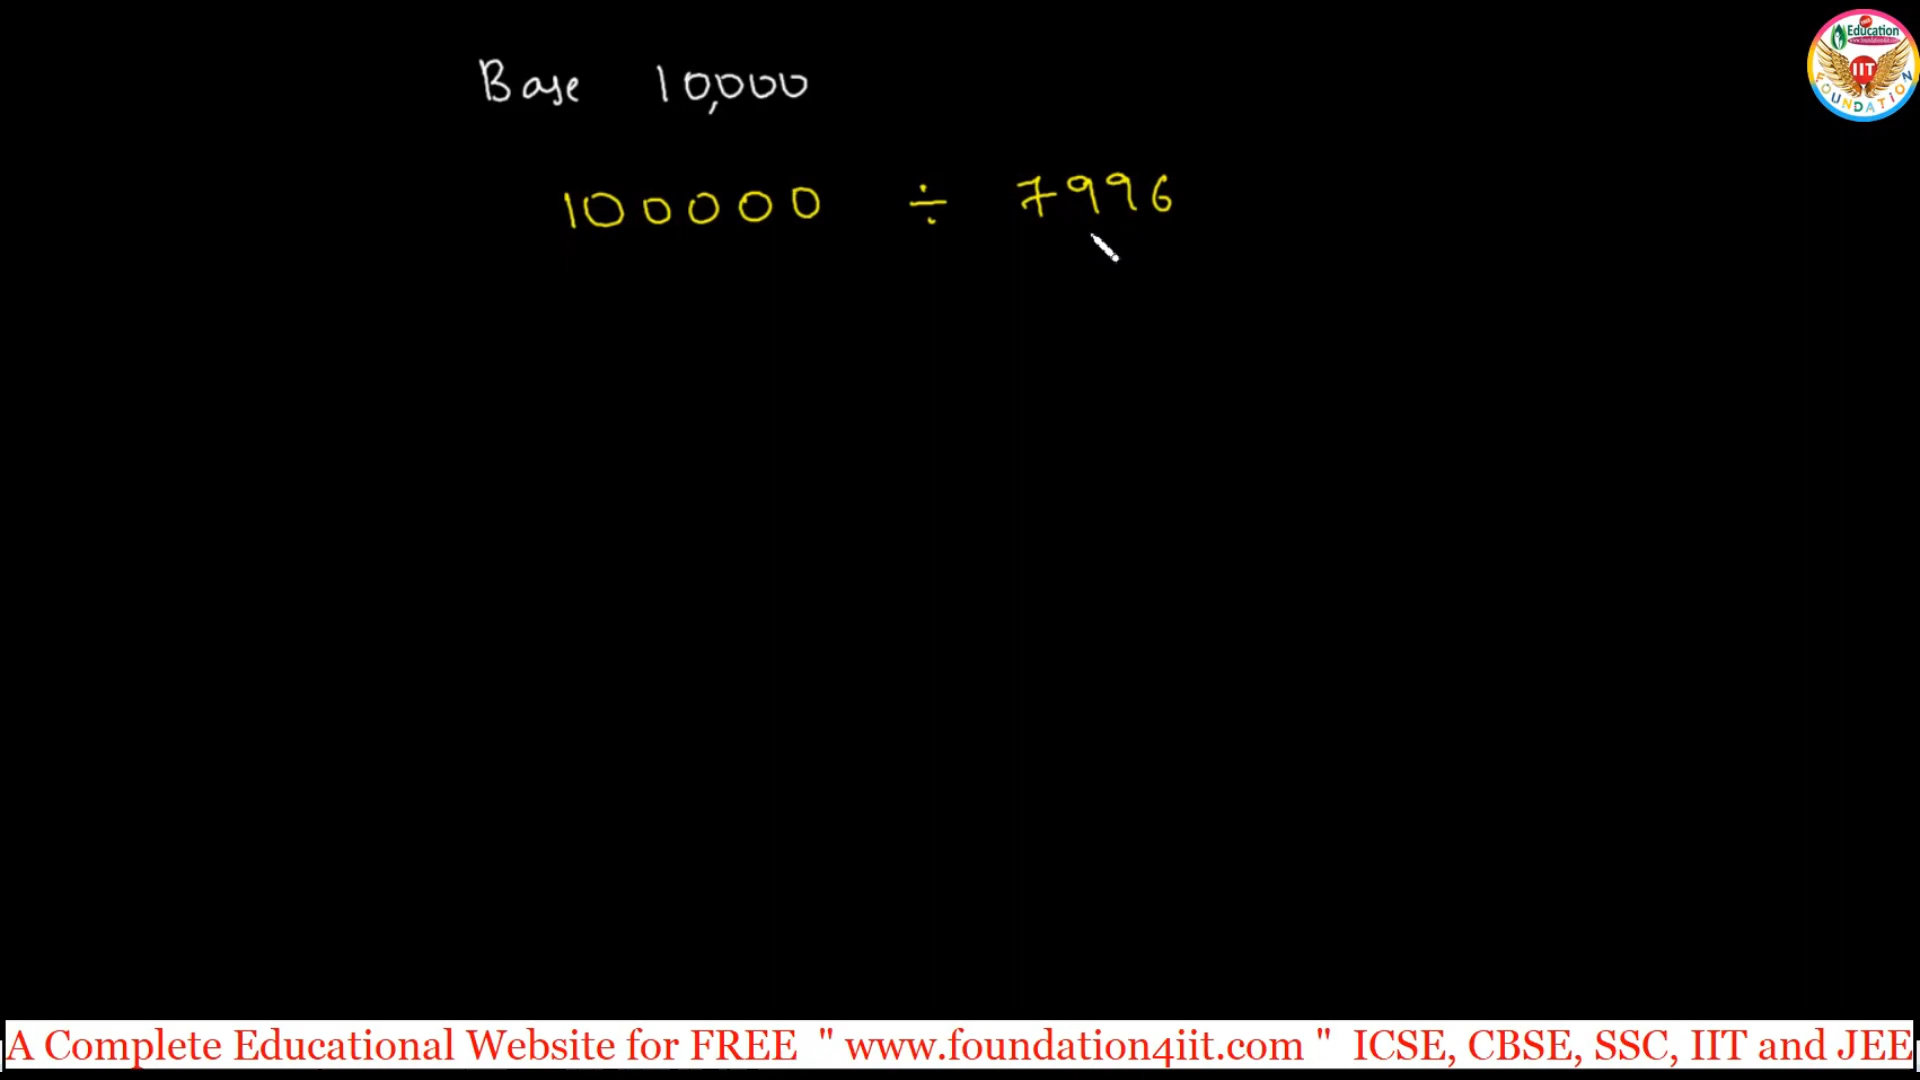 Base 10,000
100000 ÷ 7996
Education
IIT
FOUNDATION
A Complete Educational Website for FREE " www.foundation4iit.com " ICSE, CBSE, SSC, IIT and JEE